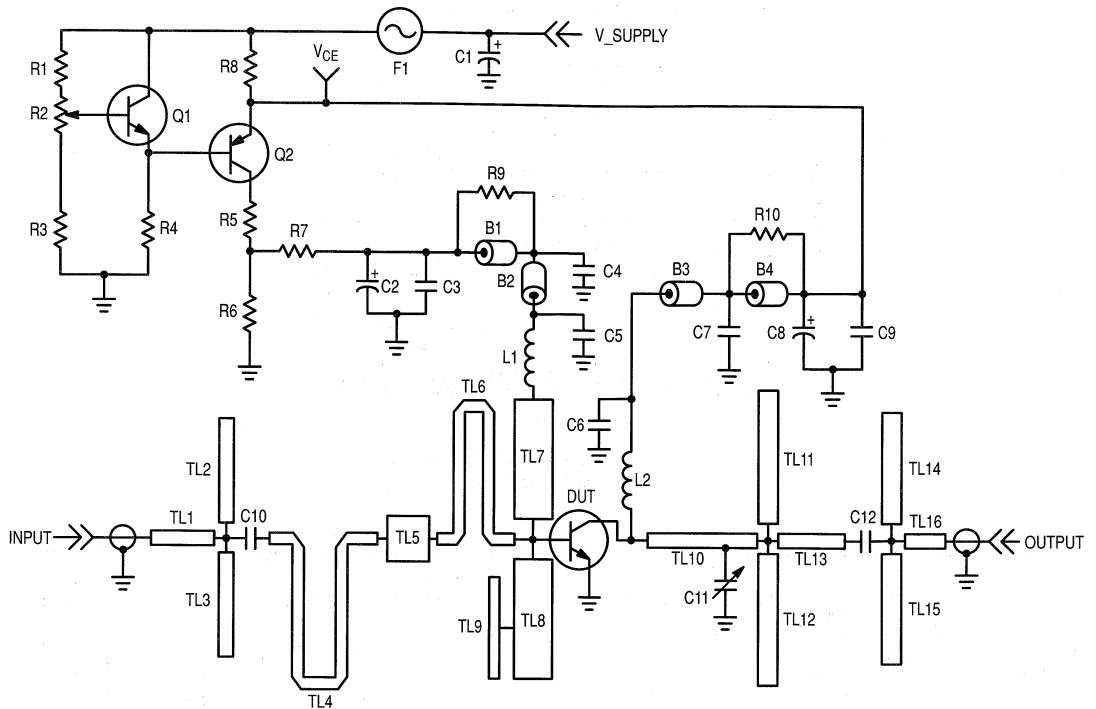 V_SUPPLY
F1
C1
+
R1
R8
V_CE
R2
Q1
Q2
R3
R4
R5
R7
R9
B1
B2
C2
+
C3
C4
R6
C5
L1
R10
B3
B4
C7
C8
+
C9
TL6
TL7
C6
L2
TL11
TL14
TL2
DUT
INPUT
TL1
C10
TL5
TL10
C11
TL13
C12
TL16
OUTPUT
TL3
TL9
TL8
TL12
TL15
TL4